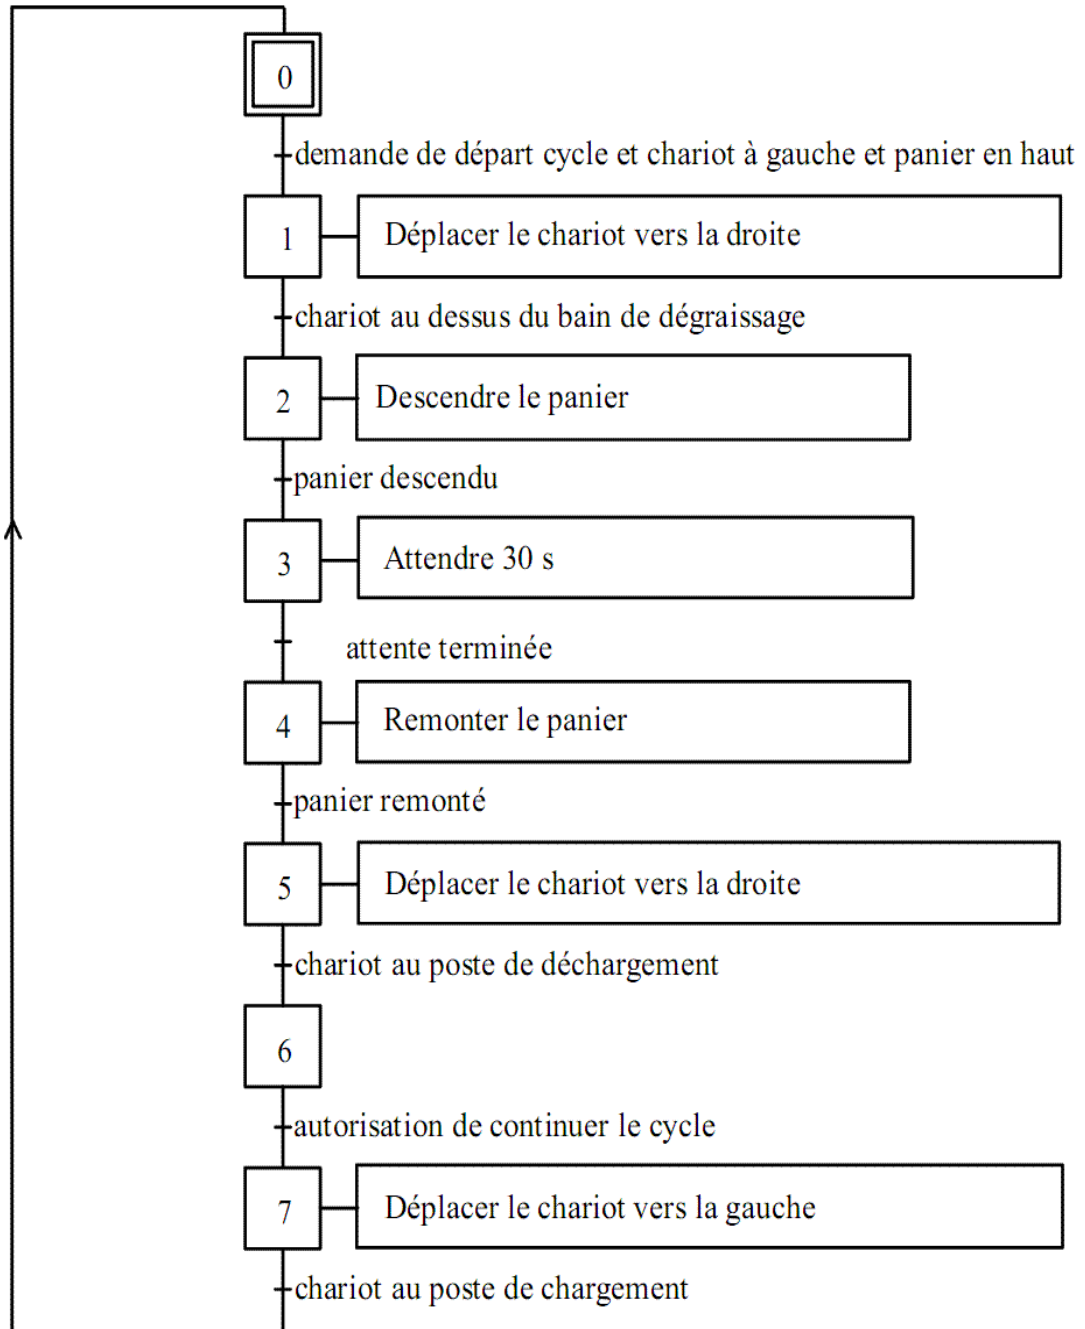 0
demande de départ cycle et chariot à gauche et panier en haut
1 Déplacer le chariot vers la droite
chariot au dessus du bain de dégraissage
2 Descendre le panier
panier descendu
3 Attendre 30 s
attente terminée
4 Remonter le panier
panier remonté
5 Déplacer le chariot vers la droite
chariot au poste de déchargement
6
autorisation de continuer le cycle
7 Déplacer le chariot vers la gauche
chariot au poste de chargement